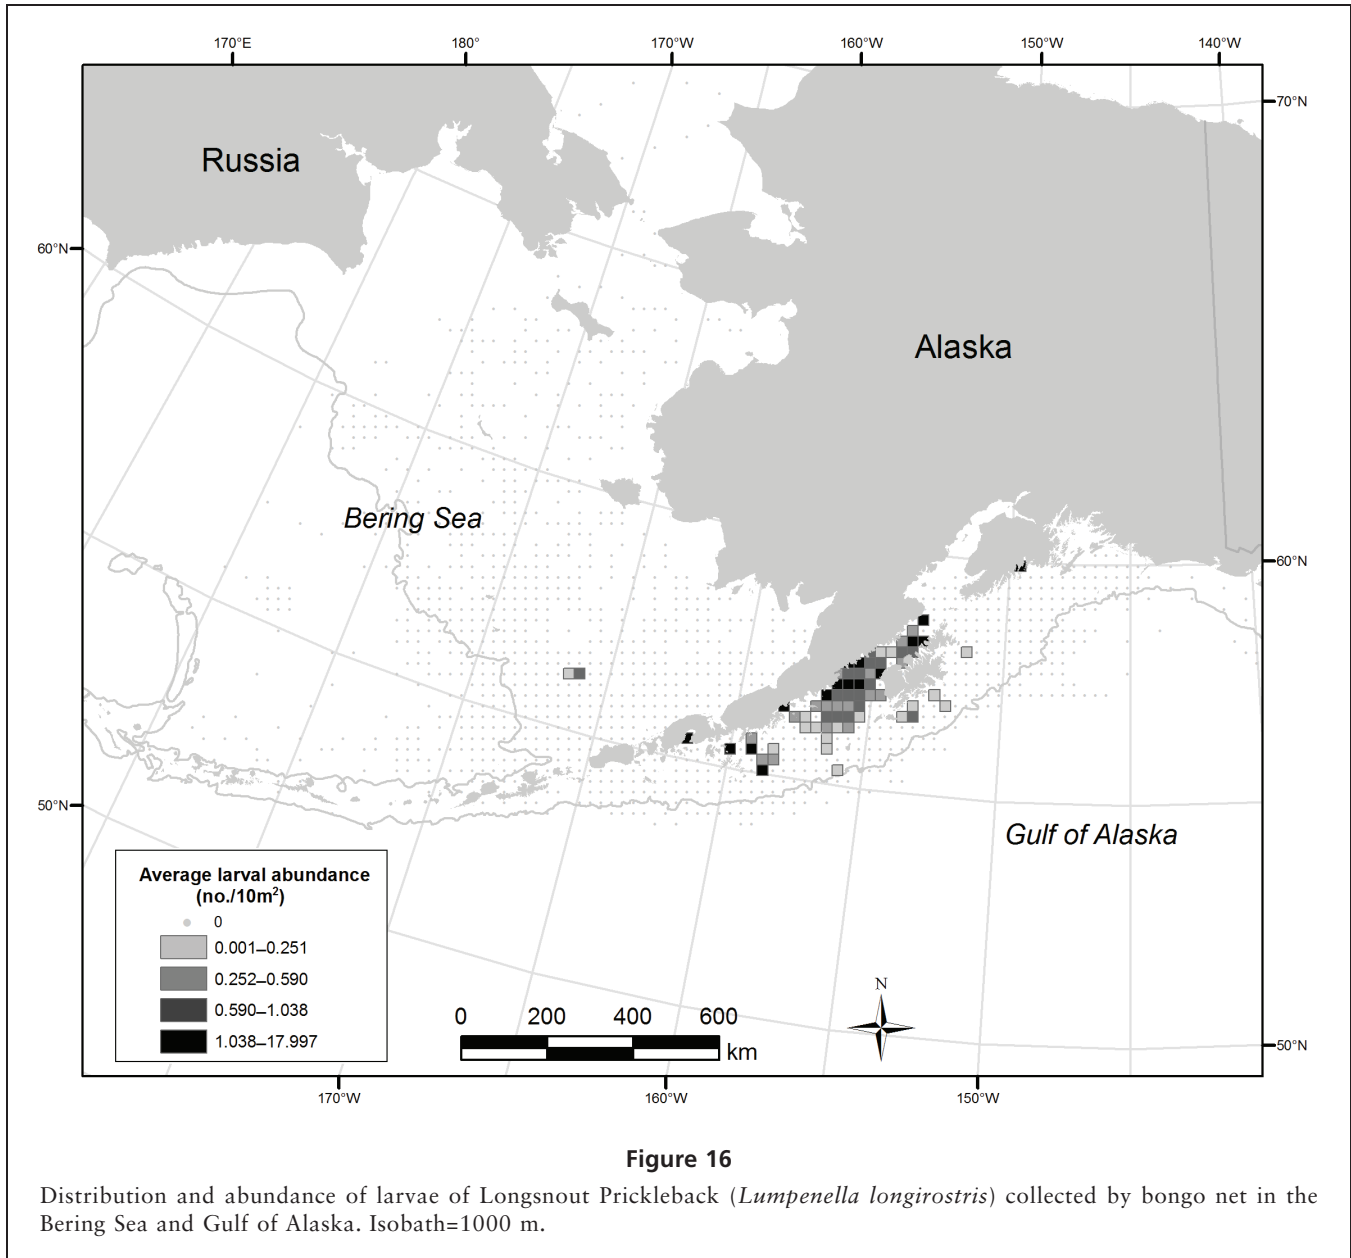 170°E 180° 170°W 160°W 150°W 140°W
70°N
Russia
60°N
Alaska
Bering Sea
60°N
50°N
Gulf of Alaska
Average larval abundance
(no./10m²)
0
0.001–0.251
0.252–0.590
0.590–1.038
1.038–17.997
N
0 200 400 600
km
50°N
170°W 160°W 150°W
Figure 16
Distribution and abundance of larvae of Longsnout Prickleback (Lumpenella longirostris) collected by bongo net in the
Bering Sea and Gulf of Alaska. Isobath=1000 m.